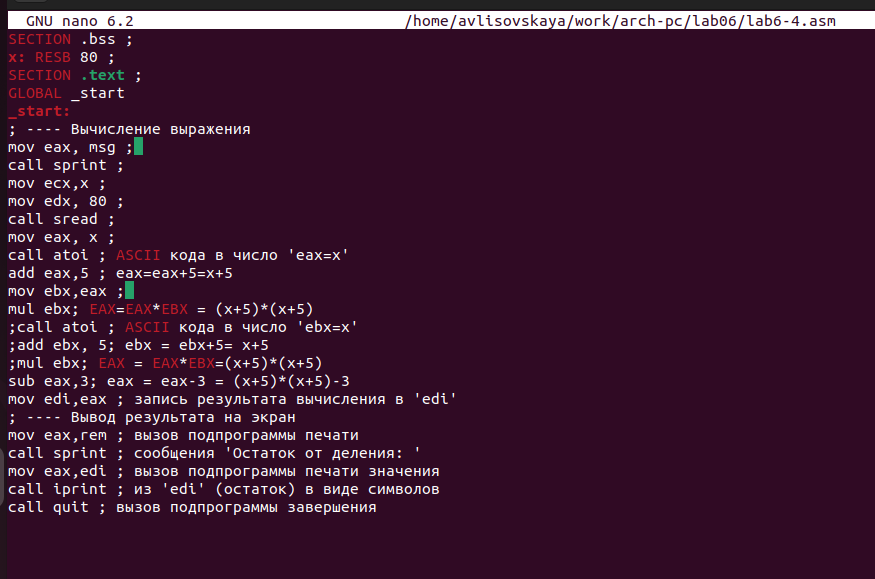 GNU nano 6.2 /home/avlisovskaya/work/arch-pc/lab06/lab6-4.asm
SECTION .bss ;
x: RESB 80 ;
SECTION .text ;
GLOBAL _start
_start:
; ---- Вычисление выражения
mov eax, msg ;
call sprint ;
mov ecx,x ;
mov edx, 80 ;
call sread ;
mov eax, x ;
call atoi ; ASCII кода в число 'eax=x'
add eax,5 ; eax=eax+5=x+5
mov ebx,eax ;
mul ebx; EAX=EAX*EBX = (x+5)*(x+5)
;call atoi ; ASCII кода в число 'ebx=x'
;add ebx, 5; ebx = ebx+5= x+5
;mul ebx; EAX = EAX*EBX=(x+5)*(x+5)
sub eax,3; eax = eax-3 = (x+5)*(x+5)-3
mov edi,eax ; запись результата вычисления в 'edi'
; ---- Вывод результата на экран
mov eax,rem ; вызов подпрограммы печати
call sprint ; сообщения 'Остаток от деления: '
mov eax,edi ; вызов подпрограммы печати значения
call iprint ; из 'edi' (остаток) в виде символов
call quit ; вызов подпрограммы завершения